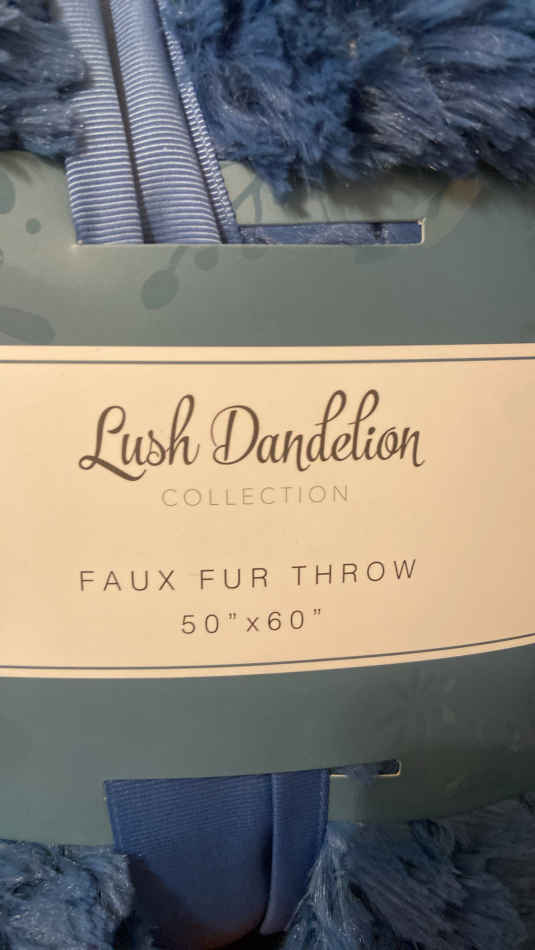 Lush Dandelion
COLLECTION
FAUX FUR THROW
50”x60”